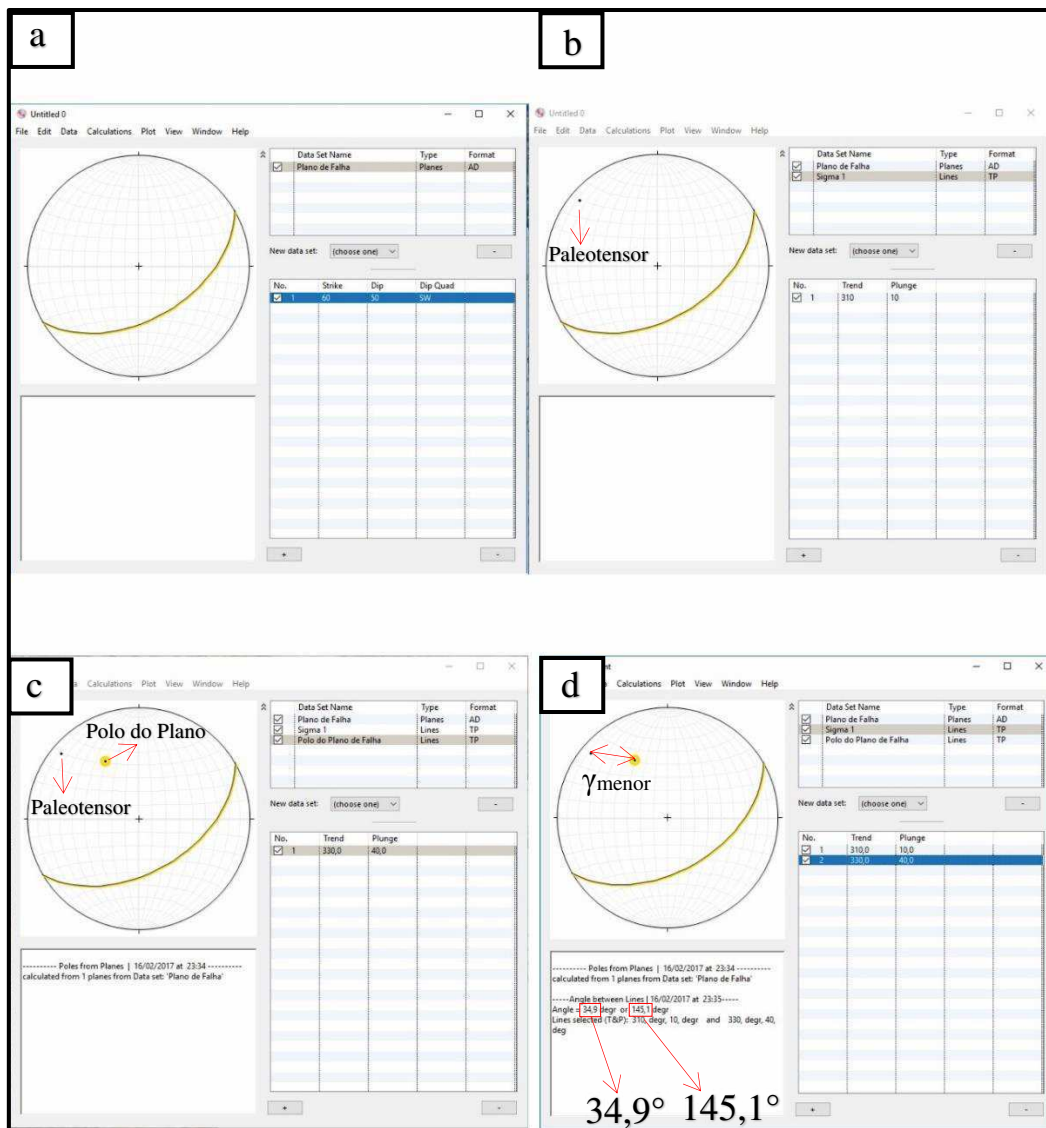 a
Untitled 0
File Edit Data Calculations Plot View Window Help
Data Set Name Type Format
Plano de Falha Planes AD
New data set: (choose one) -
No. Strike Dip Dip Quad
1 60 50 SW
+ -
b
Untitled 0
File Edit Data Calculations Plot View Window Help
Data Set Name Type Format
Plano de Falha Planes AD
Sigma 1 Lines TP
Paleotensor
New data set: (choose one) -
No. Trend Plunge
1 310 10
+ -
c
Calculations Plot View Window Help
Data Set Name Type Format
Plano de Falha Planes AD
Sigma 1 Lines TP
Polo do Plano de Falha Lines TP
Polo do Plano
Paleotensor
New data set: (choose one) -
No. Trend Plunge
1 330,0 40,0
---------- Poles from Planes | 16/02/2017 at 23:34 ----------
calculated from 1 planes from Data set: 'Plano de Falha'
+ -
d
Calculations Plot View Window Help
Data Set Name Type Format
Plano de Falha Planes AD
Sigma 1 Lines TP
Polo do Plano de Falha Lines TP
γmenor
New data set: (choose one) -
No. Trend Plunge
1 310,0 10,0
2 330,0 40,0
---------- Poles from Planes | 16/02/2017 at 23:34 ----------
calculated from 1 planes from Data set: 'Plano de Falha'
-----Angle between Lines | 16/02/2017 at 23:35-----
Angle = 34,9 degr or 145,1 degr
Lines selected (T&P): 310, degr, 10, degr and 330, degr, 40,
deg
34,9° 145,1°
+ -